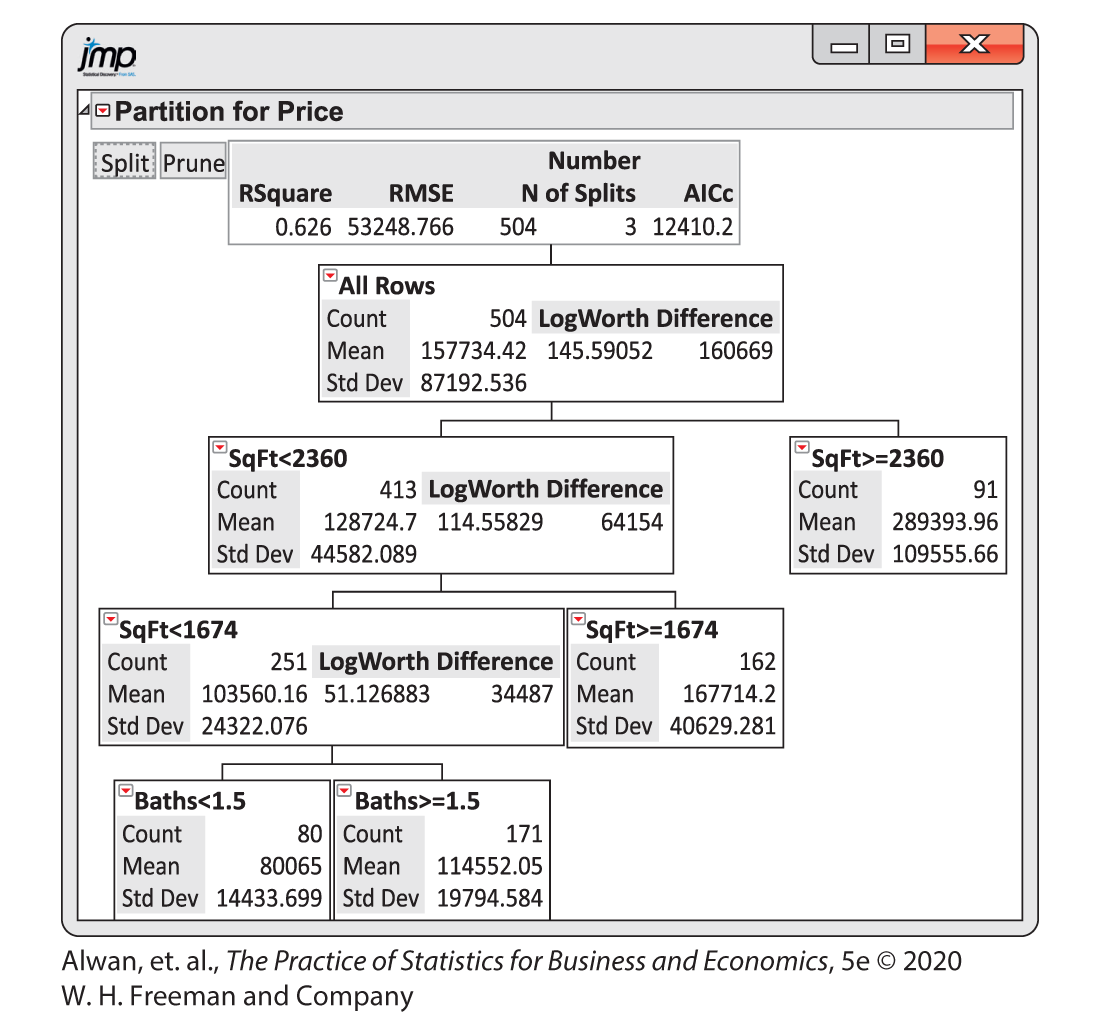 jmp
Statistical Discovery. From SAS.
Partition for Price
Split Prune
Number
RSquare RMSE N of Splits AICc
0.626 53248.766 504 3 12410.2
All Rows
Count 504 LogWorth Difference
Mean 157734.42 145.59052 160669
Std Dev 87192.536
SqFt<2360
Count 413 LogWorth Difference
Mean 128724.7 114.55829 64154
Std Dev 44582.089
SqFt>=2360
Count 91
Mean 289393.96
Std Dev 109555.66
SqFt<1674
Count 251 LogWorth Difference
Mean 103560.16 51.126883 34487
Std Dev 24322.076
SqFt>=1674
Count 162
Mean 167714.2
Std Dev 40629.281
Baths<1.5
Count 80
Mean 80065
Std Dev 14433.699
Baths>=1.5
Count 171
Mean 114552.05
Std Dev 19794.584
Alwan, et. al., The Practice of Statistics for Business and Economics, 5e © 2020
W. H. Freeman and Company